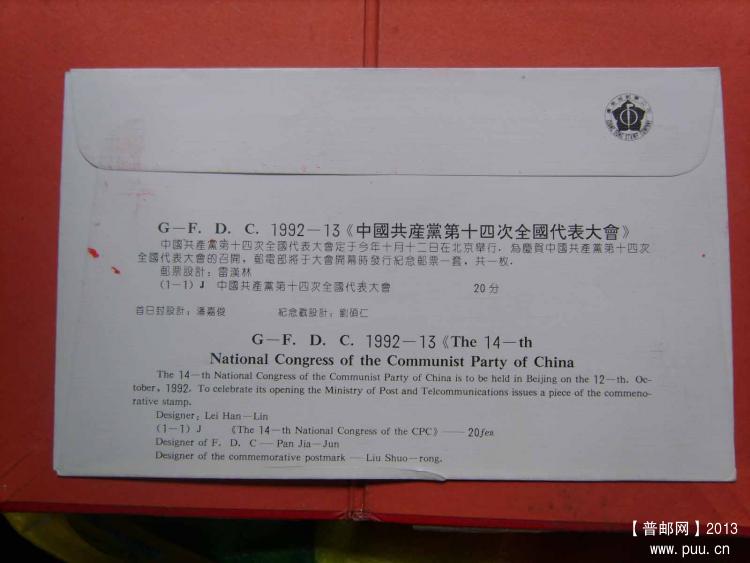 G—F. D. C. 1992—13《中國共産黨第十四次全國代表大會》
中國共産黨第十四次全國代表大會定于今年十月十二日在北京舉行. 為慶賀中國共産黨第十四次
全國代表大會的召開, 郵電部將于大會開幕時發行紀念郵票一套, 共一枚.
郵票設計: 雷漢林
(1—1) J 中國共産黨第十四次全國代表大會 20分
首日封設計: 潘嘉俊 紀念戳設計: 劉碩仁
G—F. D. C. 1992—13《The 14—th
National Congress of the Communist Party of China
The 14—th National Congress of the Communist Party of China is to be held in Beijing on the 12—th. Oc-
tober, 1992. To celebrate its opening the Ministry of Post and Telecommunications issues a piece of the commeno-
rative stamp.
Designer: Lei Han—Lin
(1—1) J 《The 14—th National Congress of the CPC》—— 20fen
Designer of F. D. C — Pan Jia—Jun
Designer of the commemorative postmark — Liu Shuo—rong.
【普邮网】2013
www.puu.cn